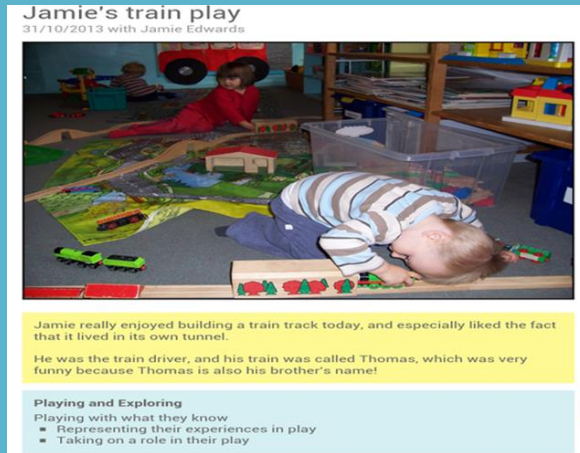 Jamie's train play
31/10/2013 with Jamie Edwards
Jamie really enjoyed building a train track today, and especially liked the fact
that it lived in its own tunnel.
He was the train driver, and his train was called Thomas, which was very
funny because Thomas is also his brother's name!
Playing and Exploring
Playing with what they know
▪ Representing their experiences in play
▪ Taking on a role in their play